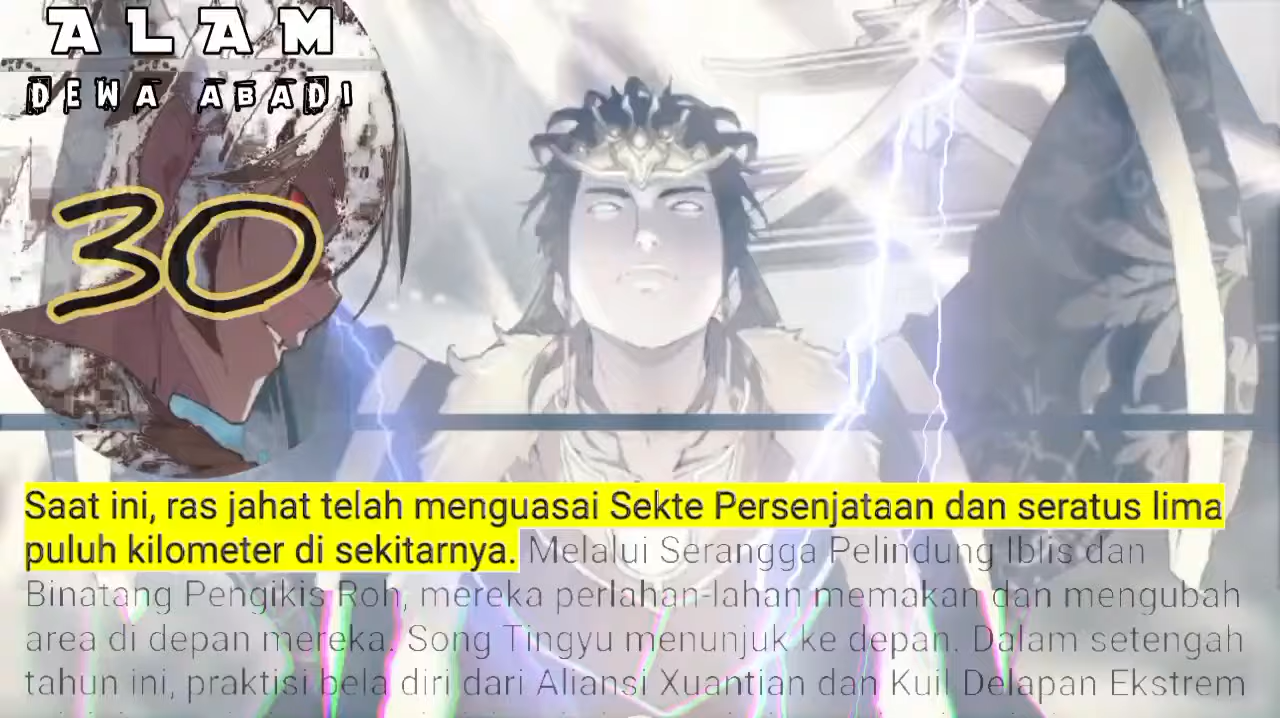 ALAM
DEWA ABADI
30
Saat ini, ras jahat telah menguasai Sekte Persenjataan dan seratus lima
puluh kilometer di sekitarnya. Melalui Serangga Pelindung Iblis dan
Binatang Pengikis Roh, mereka perlahan-lahan memakan dan mengubah
area di depan mereka. Song Tingyu menunjuk ke depan. Dalam setengah
tahun ini, praktisi bela diri dari Aliansi Xuantian dan Kuil Delapan Ekstrem